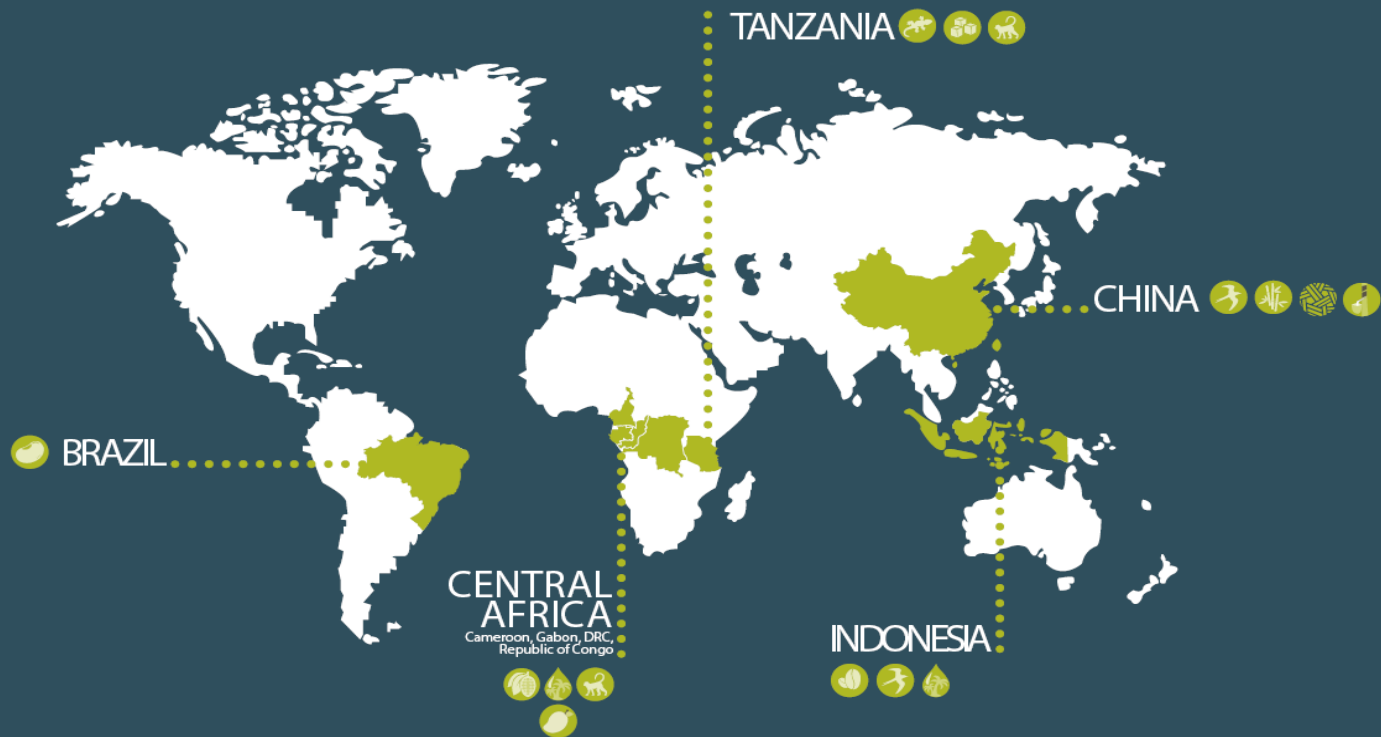 TANZANIA
CHINA
BRAZIL
CENTRAL
AFRICA
Cameroon, Gabon, DRC,
Republic of Congo
INDONESIA